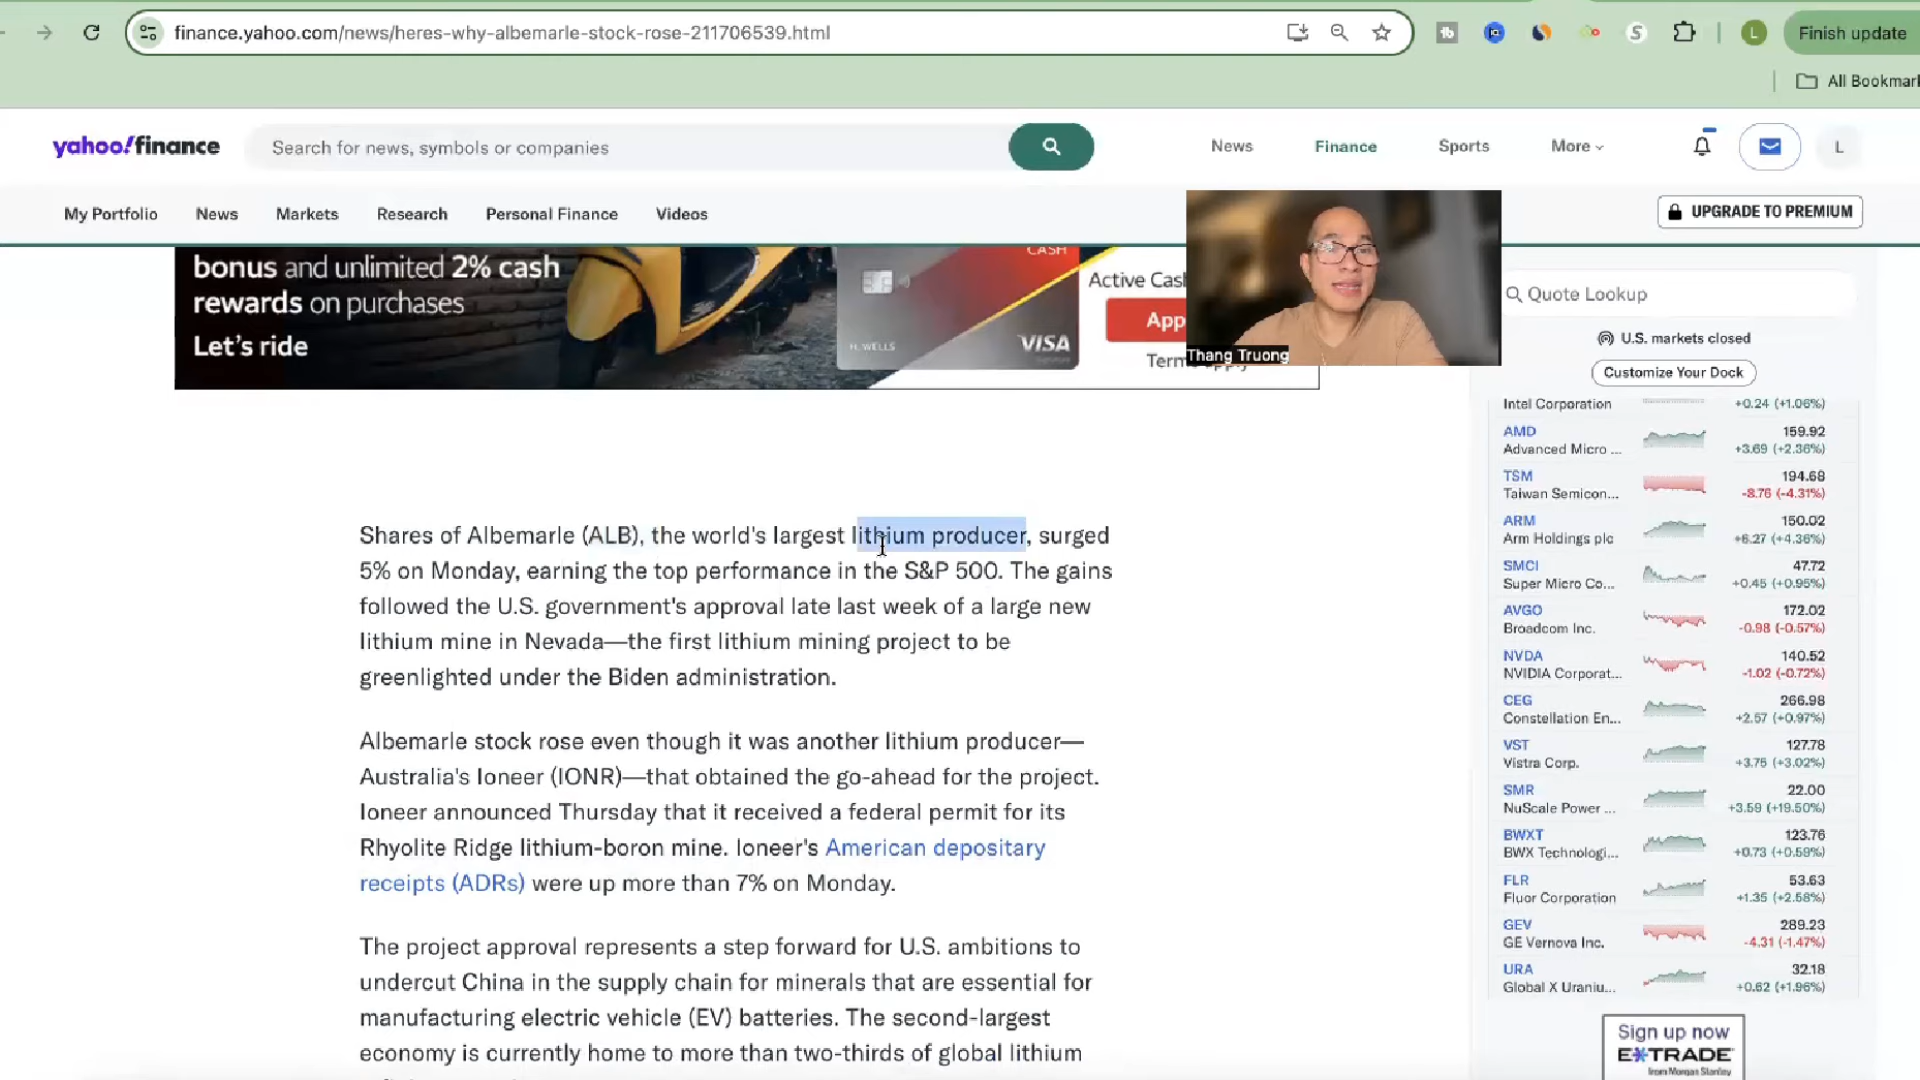 finance.yahoo.com/news/heres-why-albemarle-stock-rose-211706539.html
L
Finish update
All Bookmar
yahoo!finance
Search for news, symbols or companies
News
Finance
Sports
More
L
My Portfolio
News
Markets
Research
Personal Finance
Videos
UPGRADE TO PREMIUM
bonus and unlimited 2% cash
rewards on purchases
Let's ride
CASH
H. WELLS
VISA
Active Cas
App
Term
apply
Thang Truong
Quote Lookup
U.S. markets closed
Customize Your Dock
Intel Corporation +0.24 (+1.06%)
AMD 159.92
Advanced Micro ... +3.69 (+2.36%)
TSM 194.68
Taiwan Semicon... -8.76 (-4.31%)
ARM 150.02
Arm Holdings plc +6.27 (+4.36%)
SMCI 47.72
Super Micro Co... +0.45 (+0.95%)
AVGO 172.02
Broadcom Inc. -0.98 (-0.57%)
NVDA 140.52
NVIDIA Corporat... -1.02 (-0.72%)
CEG 266.98
Constellation En... +2.57 (+0.97%)
VST 127.78
Vistra Corp. +3.75 (+3.02%)
SMR 22.00
NuScale Power ... +3.59 (+19.50%)
BWXT 123.76
BWX Technologi... +0.73 (+0.59%)
FLR 53.63
Fluor Corporation +1.35 (+2.58%)
GEV 289.23
GE Vernova Inc. -4.31 (-1.47%)
URA 32.18
Global X Uraniu... +0.62 (+1.96%)
Sign up now
E*TRADE
from Morgan Stanley
Shares of Albemarle (ALB), the world's largest lithium producer, surged
5% on Monday, earning the top performance in the S&P 500. The gains
followed the U.S. government's approval late last week of a large new
lithium mine in Nevada—the first lithium mining project to be
greenlighted under the Biden administration.
Albemarle stock rose even though it was another lithium producer—
Australia's Ioneer (IONR)—that obtained the go-ahead for the project.
Ioneer announced Thursday that it received a federal permit for its
Rhyolite Ridge lithium-boron mine. Ioneer's American depositary
receipts (ADRs) were up more than 7% on Monday.
The project approval represents a step forward for U.S. ambitions to
undercut China in the supply chain for minerals that are essential for
manufacturing electric vehicle (EV) batteries. The second-largest
economy is currently home to more than two-thirds of global lithium